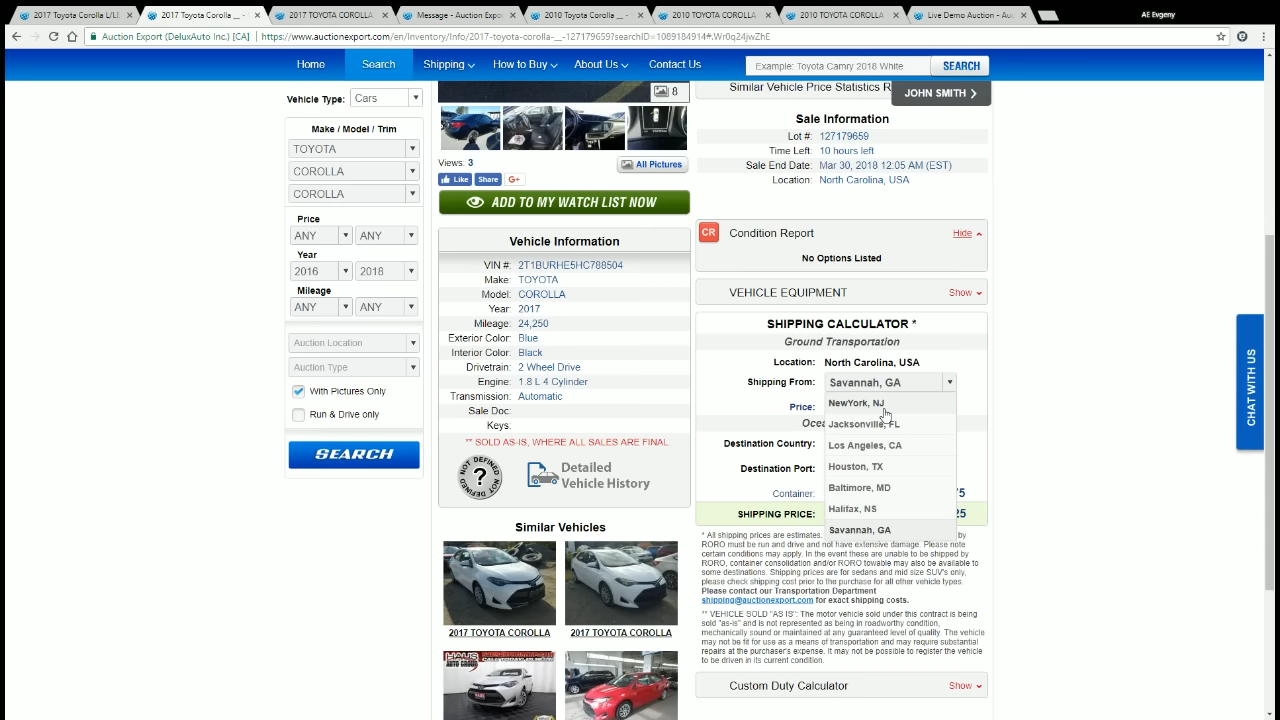 2017 Toyota Corolla L/LE
2017 Toyota Corolla __ -
2017 TOYOTA COROLLA
Message - Auction Expo
2010 Toyota Corolla __ -
2010 TOYOTA COROLLA
2010 TOYOTA COROLLA
Live Demo Auction - Au
AE Evgeny
Auction Export (DeluxAuto Inc.) [CA]
https://www.auctionexport.com/en/Inventory/Info/2017-toyota-corolla-__-127179659?searchID=1089184914#.Wr0q24jwZhE
Home
Search
Shipping
How to Buy
About Us
Contact Us
Example: Toyota Camry 2018 White
SEARCH
JOHN SMITH
Vehicle Type: Cars
Make / Model / Trim
TOYOTA
COROLLA
COROLLA
Price
ANY ANY
Year
2016 2018
Mileage
ANY ANY
Auction Location
Auction Type
With Pictures Only
Run & Drive only
SEARCH
8
Views: 3
All Pictures
Like Share G+
ADD TO MY WATCH LIST NOW
Vehicle Information
VIN #: 2T1BURHE5HC788504
Make: TOYOTA
Model: COROLLA
Year: 2017
Mileage: 24,250
Exterior Color: Blue
Interior Color: Black
Drivetrain: 2 Wheel Drive
Engine: 1.8 L 4 Cylinder
Transmission: Automatic
Sale Doc:
Keys:
** SOLD AS-IS, WHERE ALL SALES ARE FINAL.
NOT DEFINED NOT DEFINED
?
Detailed
Vehicle History
Similar Vehicles
2017 TOYOTA COROLLA
2017 TOYOTA COROLLA
HAUS
AUTO GROUP
Similar Vehicle Price Statistics R
Sale Information
Lot #: 127179659
Time Left: 10 hours left
Sale End Date: Mar 30, 2018 12:05 AM (EST)
Location: North Carolina, USA
CR
Condition Report
Hide
No Options Listed
VEHICLE EQUIPMENT
Show
SHIPPING CALCULATOR *
Ground Transportation
Location: North Carolina, USA
Shipping From: Savannah, GA
NewYork, NJ
Jacksonville, FL
Los Angeles, CA
Houston, TX
Baltimore, MD
Halifax, NS
Savannah, GA
Price:
Ocea
Destination Country:
Destination Port:
Container: 75
SHIPPING PRICE: 25
* All shipping prices are estimates. by
RORO must be run and drive and not have extensive damage. Please note
certain conditions may apply. In the event these are unable to be shipped by
RORO, container consolidation and/or RORO towable may also be available to
some destinations. Shipping prices are for sedans and mid size SUV's only,
please check shipping cost prior to the purchase for all other vehicle types.
Please contact our Transportation Department
shipping@auctionexport.com for exact shipping costs.
** VEHICLE SOLD "AS IS": The motor vehicle sold under this contract is being
sold "as-is" and is not represented as being in roadworthy condition,
mechanically sound or maintained at any guaranteed level of quality. The vehicle
may not be fit for use as a means of transportation and may require substantial
repairs at the purchaser's expense. It may not be possible to register the vehicle
to be driven in its current condition.
Custom Duty Calculator
Show
CHAT WITH US